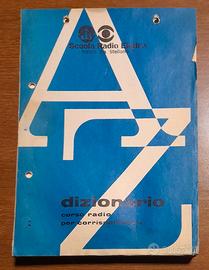 Scuola Radio Elettra
A
Z
dizionario
corso radio
per corrispondenza